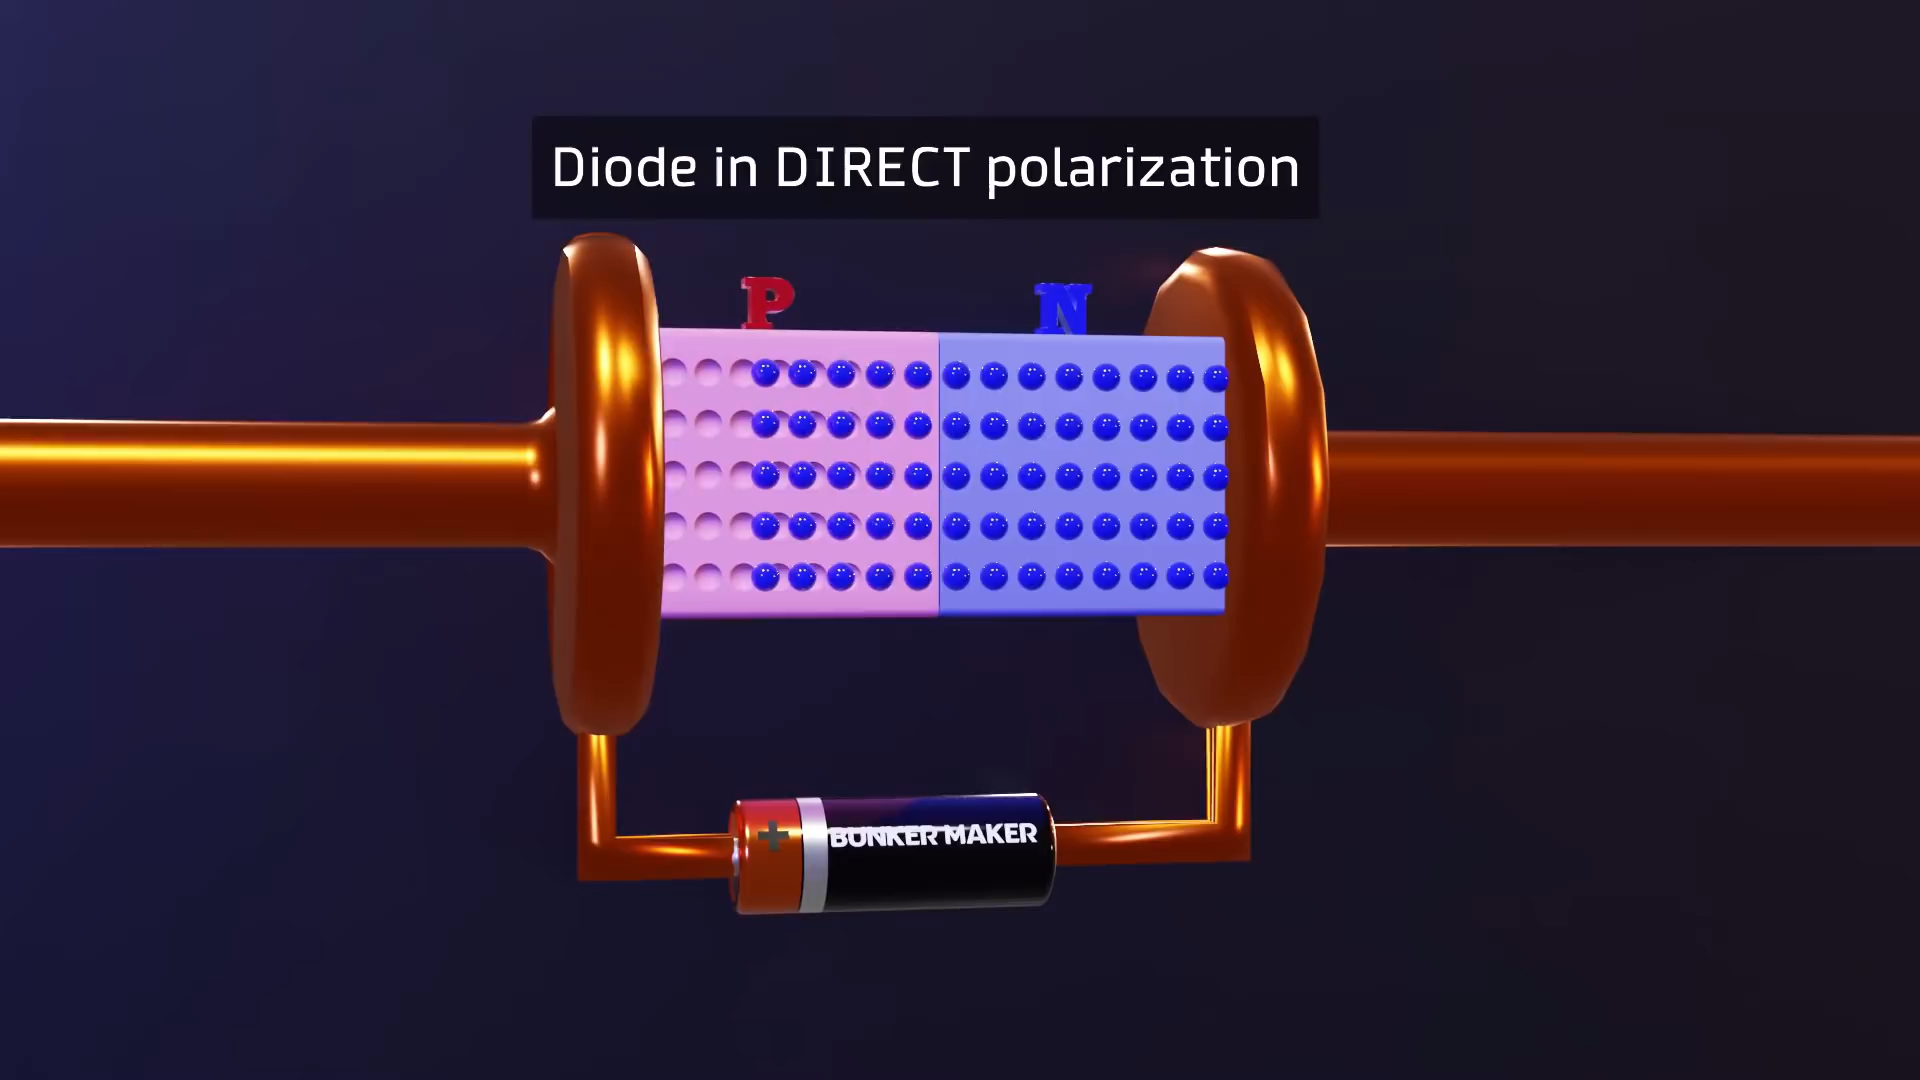 Diode in DIRECT polarization
P N
+ BUNKER MAKER